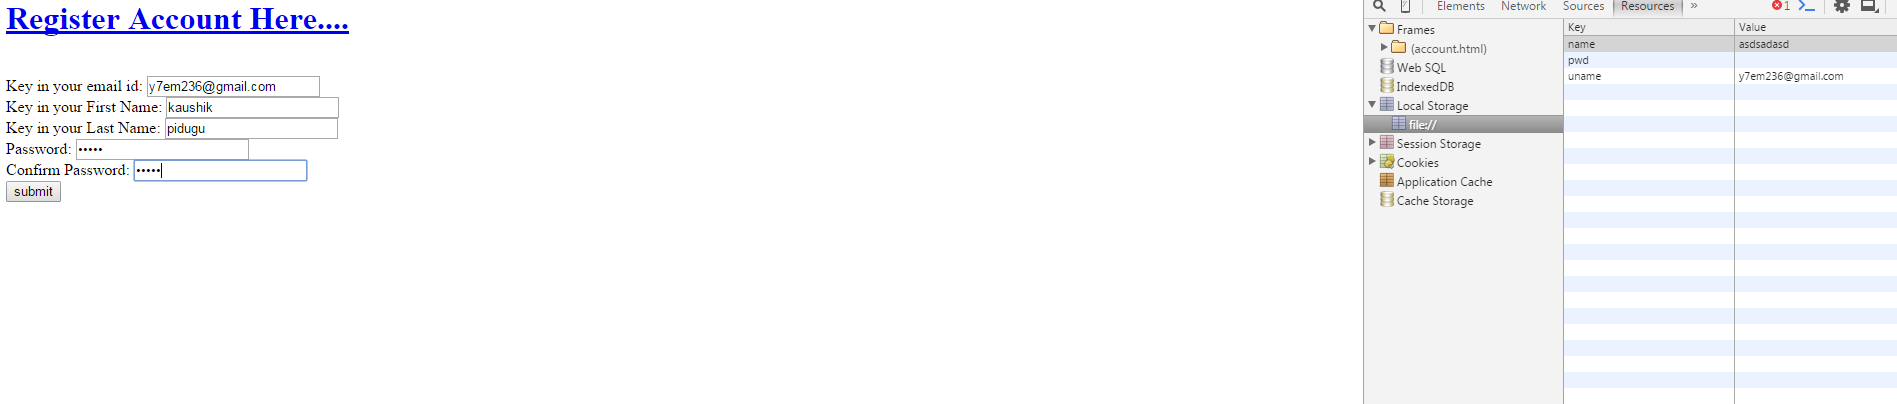 Register Account Here....
Key in your email id: y7em236@gmail.com
Key in your First Name: kaushik
Key in your Last Name: pidugu
Password: •••••
Confirm Password: •••••
submit
Elements Network Sources Resources » 1
Frames
(account.html)
Web SQL
IndexedDB
Local Storage
file://
Session Storage
Cookies
Application Cache
Cache Storage
Key Value
name asdsadasd
pwd
uname y7em236@gmail.com